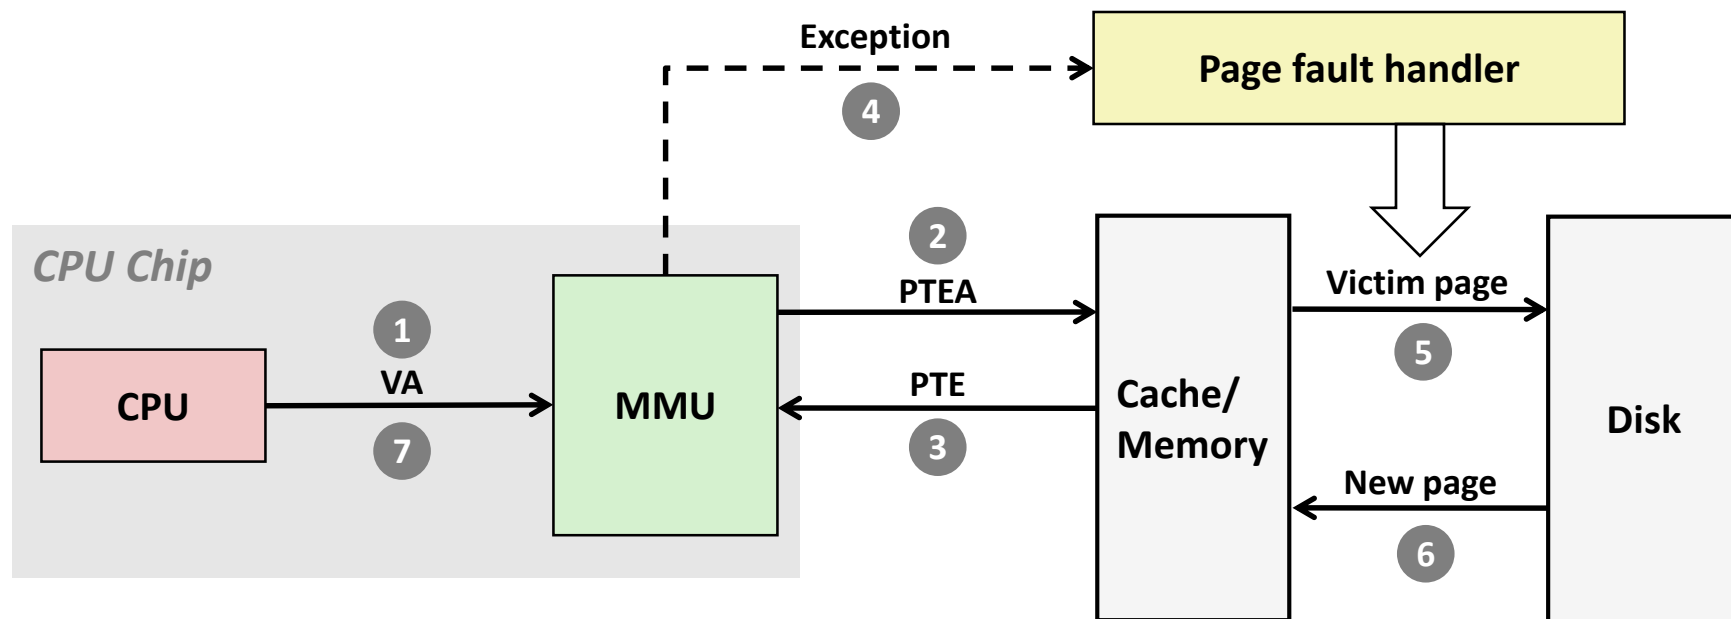 Exception
Page fault handler
4
2
CPU Chip
PTEA
Victim page
1
5
VA
PTE
CPU
MMU
Cache/
Memory
Disk
7
3
New page
6